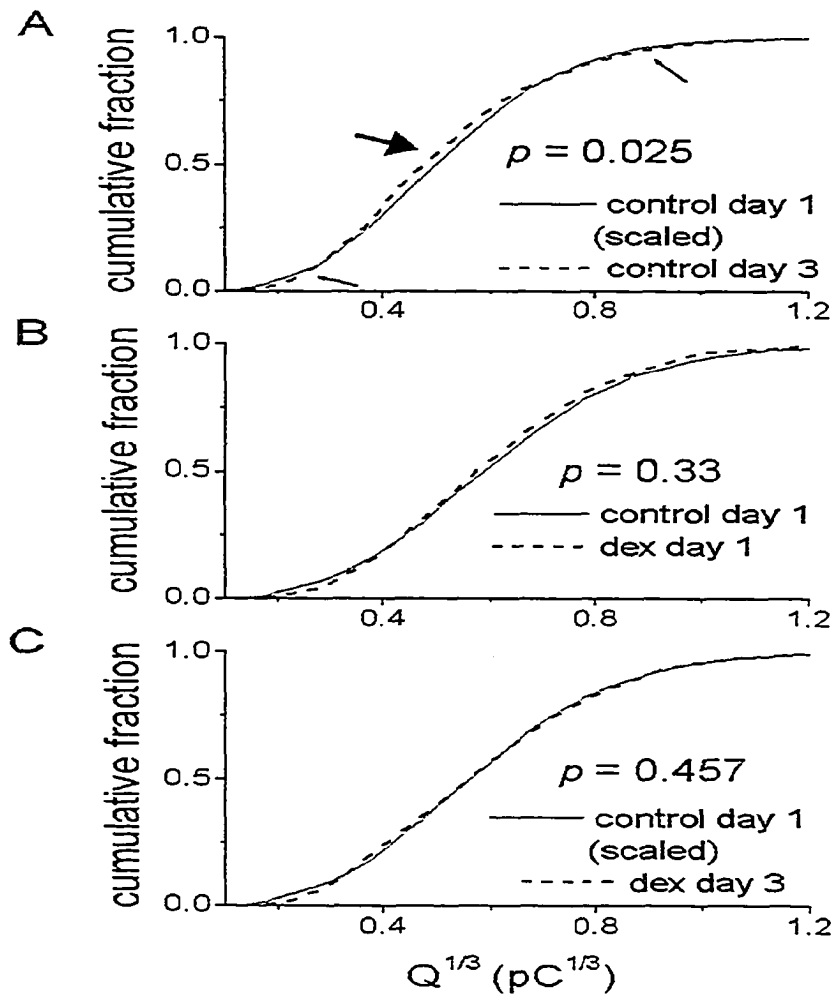 A
cumulative fraction
1.0
0.5
0.0
p = 0.025
control day 1
(scaled)
control day 3
0.4 0.8 1.2
B
cumulative fraction
1.0
0.5
0.0
p = 0.33
control day 1
dex day 1
0.4 0.8 1.2
C
cumulative fraction
1.0
0.5
0.0
p = 0.457
control day 1
(scaled)
dex day 3
0.4 0.8 1.2
Q^1/3 (pC^1/3)